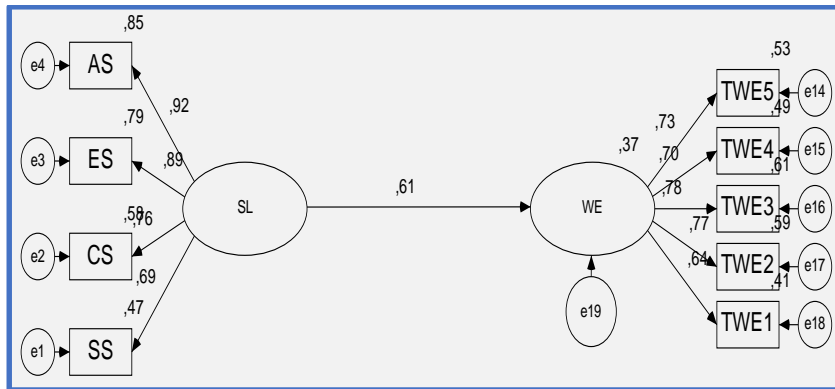 ,85
e4
AS
,92
,79
e3
ES
,89
,58
,76
e2
CS
,69
,47
e1
SS
SL
,61
WE
,37
e19
,53
,73
TWE5
e14
,49
,70
TWE4
e15
,61
,78
TWE3
e16
,59
,77
TWE2
e17
,41
,64
TWE1
e18